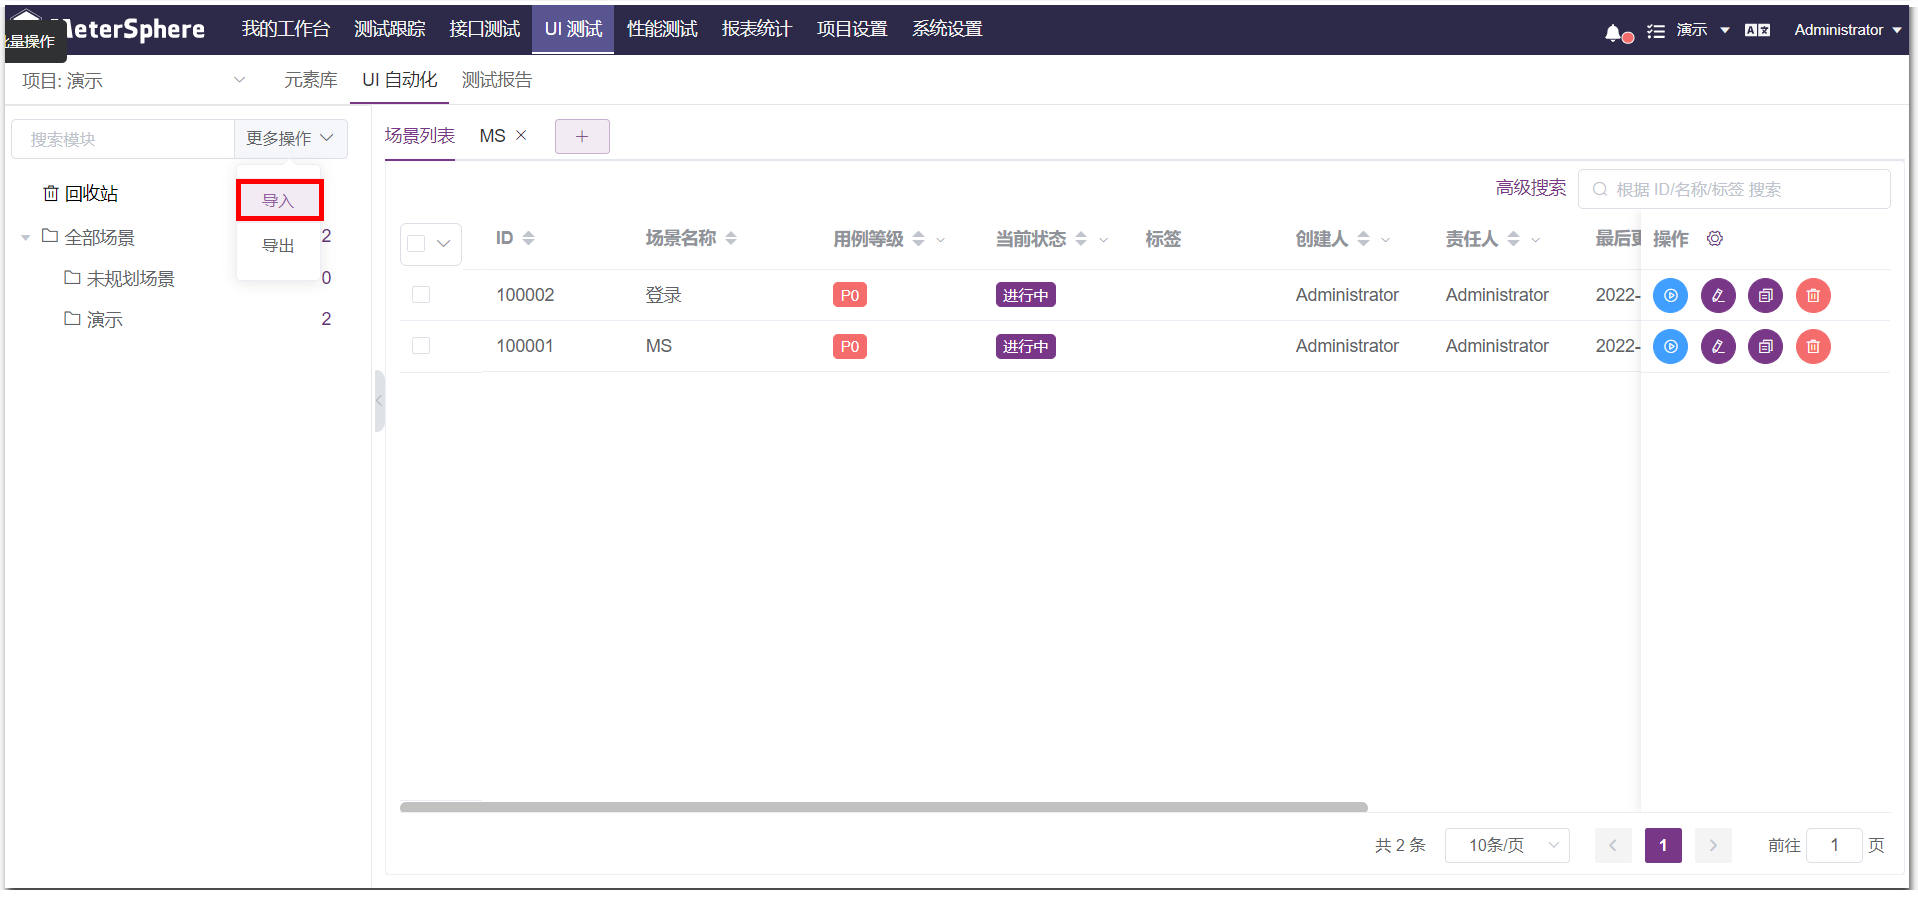 MeterSphere
我的工作台 测试跟踪 接口测试 UI 测试 性能测试 报表统计 项目设置 系统设置
演示 Administrator
批量操作
项目: 演示
元素库 UI 自动化 测试报告
搜索模块 更多操作
导入
导出
回收站
全部场景 2
未规划场景 0
演示 2
场景列表 MS +
高级搜索 根据 ID/名称/标签 搜索
ID 场景名称 用例等级 当前状态 标签 创建人 责任人 最后更 操作
100002 登录 P0 进行中 Administrator Administrator 2022-
100001 MS P0 进行中 Administrator Administrator 2022-
共 2 条 10条/页 1 前往 1 页